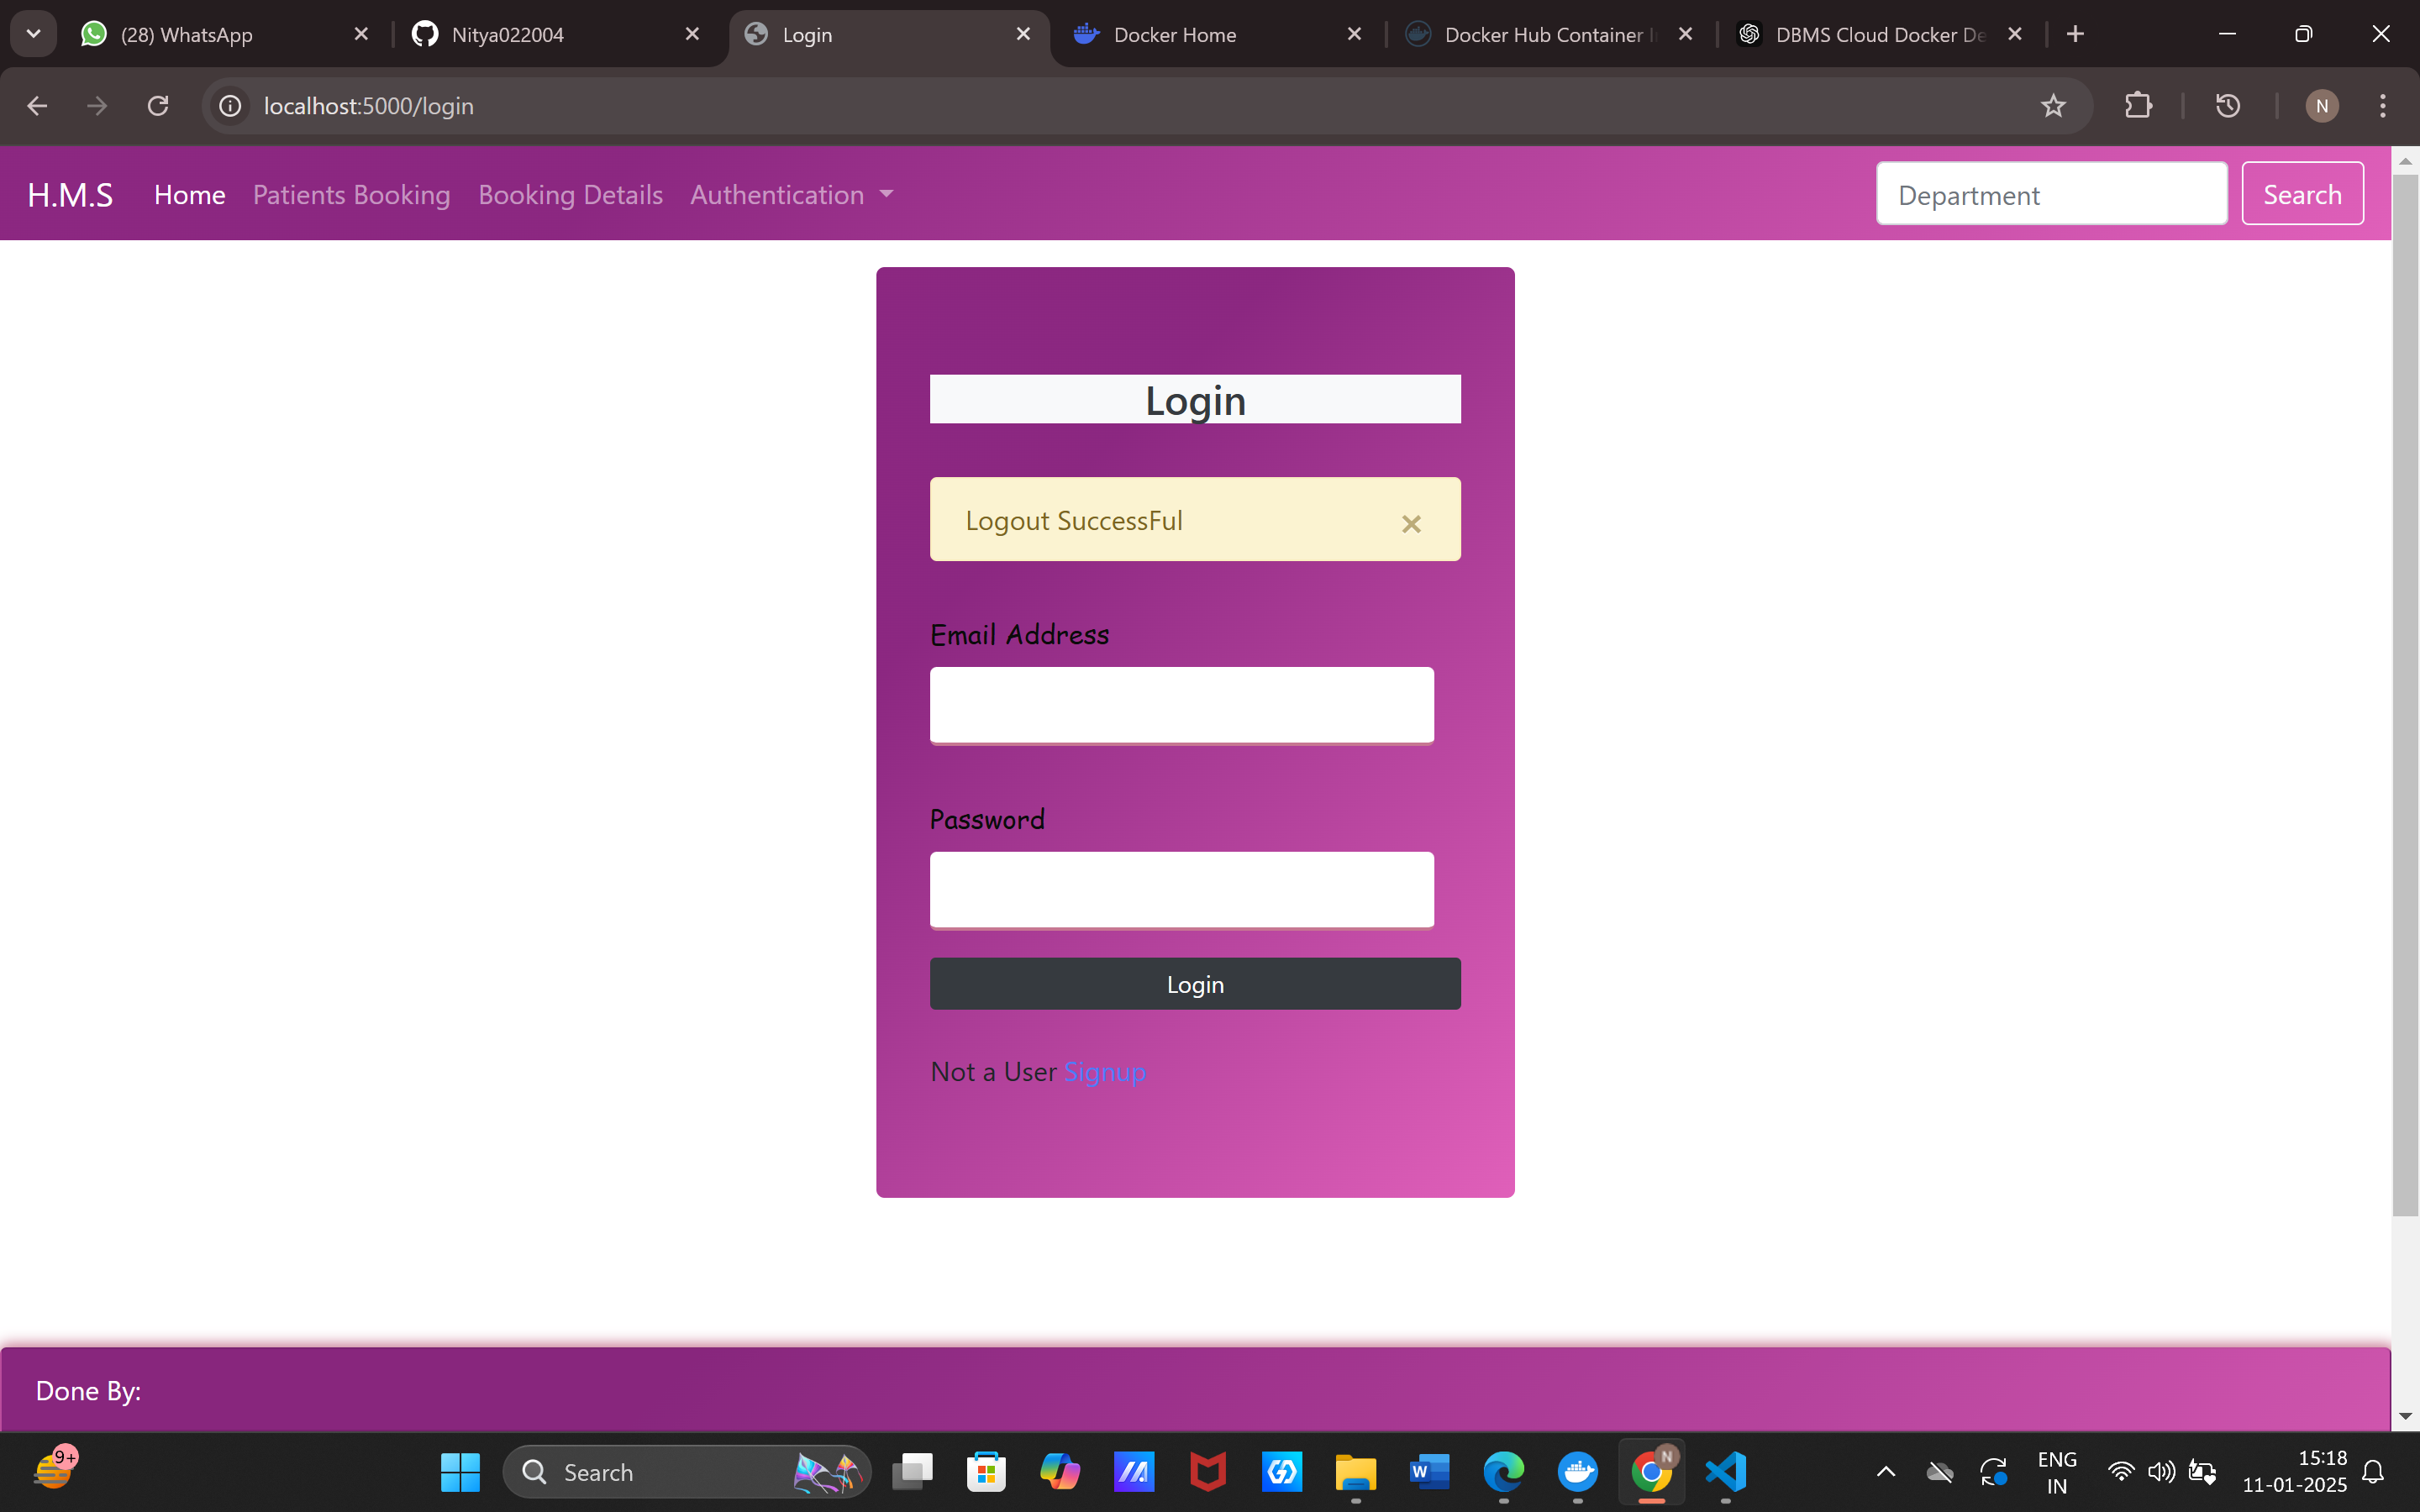 (28) WhatsApp
Nitya022004
Login
Docker Home
Docker Hub Container I
DBMS Cloud Docker De
localhost:5000/login
N
H.M.S Home Patients Booking Booking Details Authentication Department Search
Login
Logout SuccessFul
Email Address
Password
Login
Not a User Signup
Done By:
9+
Search
N
ENG
IN
15:18
11-01-2025